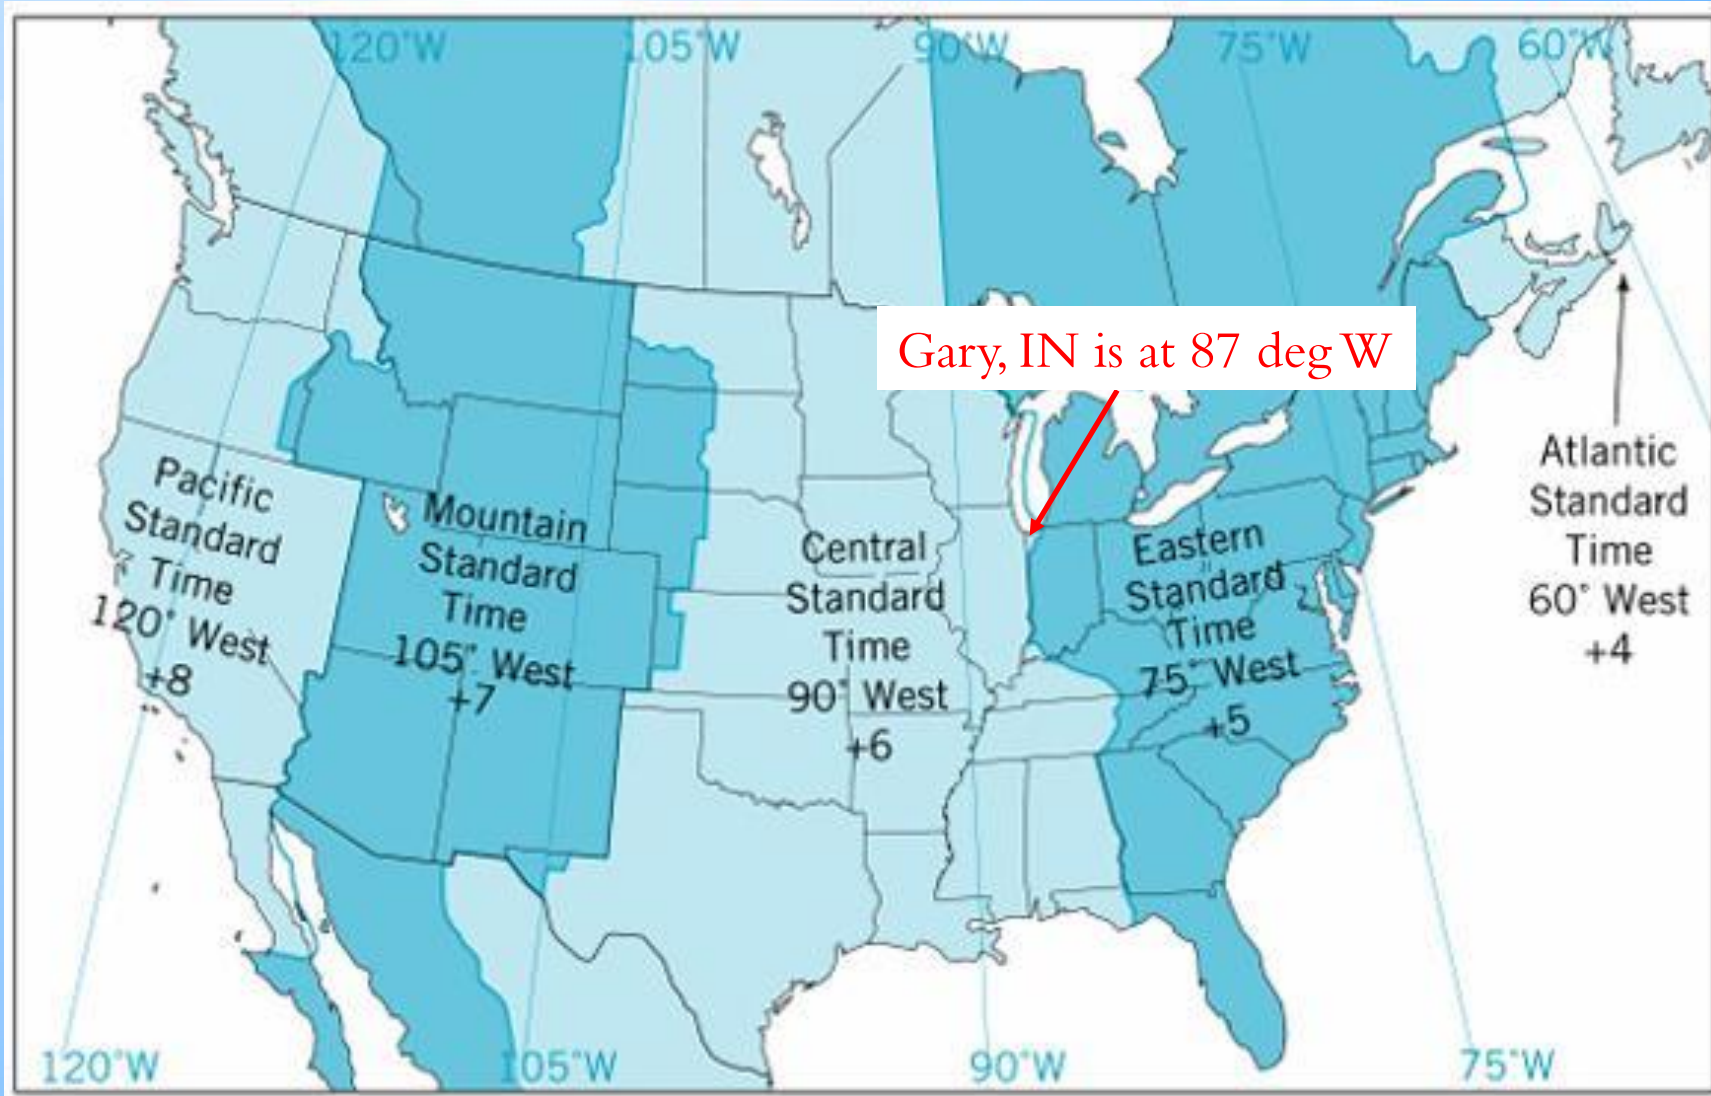 120°W
105°W
90°W
75°W
60°W
Gary, IN is at 87 deg W
Pacific
Standard
Time
120° West
+8
Mountain
Standard
Time
105° West
+7
Central
Standard
Time
90° West
+6
Eastern
Standard
Time
75° West
+5
Atlantic
Standard
Time
60° West
+4
120°W
105°W
90°W
75°W